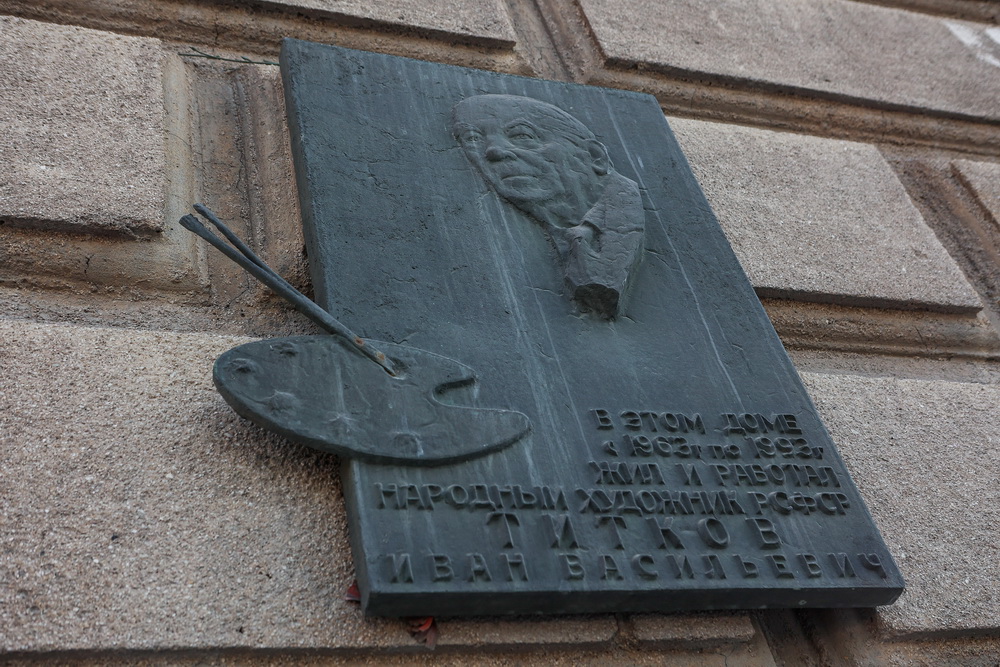 В ЭТОМ ДОМЕ
с 1963г. по 1993г.
ЖИЛ И РАБОТАЛ
НАРОДНЫЙ ХУДОЖНИК РСФСР
ТИТКОВ
ИВАН ВАСИЛЬЕВИЧ